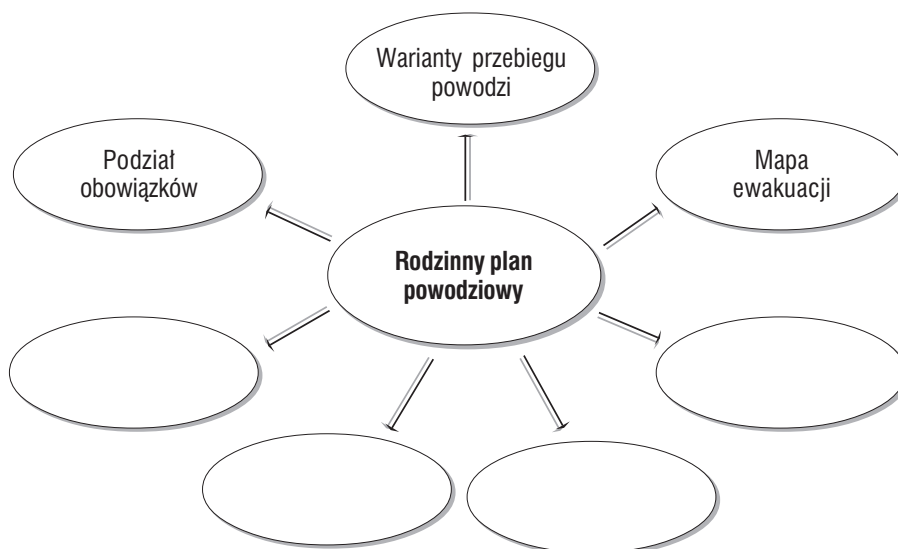 Warianty przebiegu
powodzi
Podział
obowiązków
Mapa
ewakuacji
Rodzinny plan
powodziowy